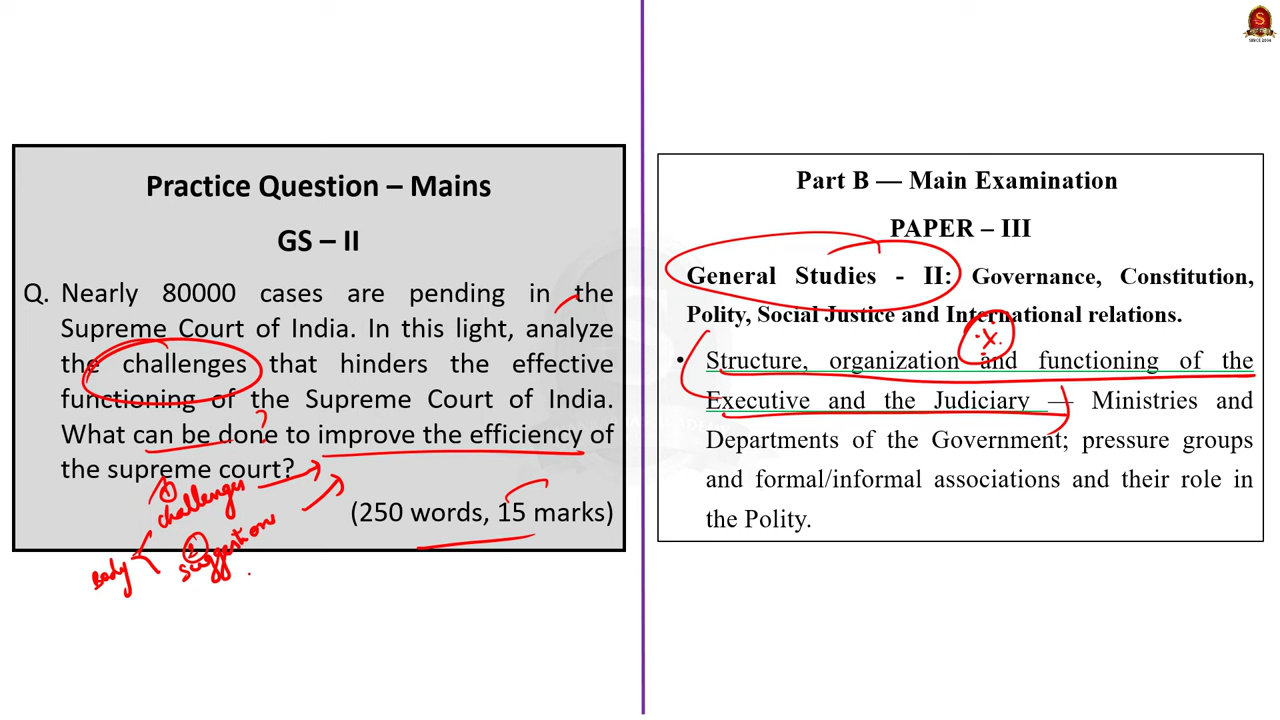 Practice Question – Mains
GS – II
Q. Nearly 80000 cases are pending in the
Supreme Court of India. In this light, analyze
the challenges that hinders the effective
functioning of the Supreme Court of India.
What can be done to improve the efficiency of
the supreme court?
(250 words, 15 marks)
Body
① challenges
② suggestions
Part B — Main Examination
PAPER – III
General Studies - II: Governance, Constitution,
Polity, Social Justice and International relations.
• Structure, organization and functioning of the
Executive and the Judiciary — Ministries and
Departments of the Government; pressure groups
and formal/informal associations and their role in
the Polity.
S
SINCE 2004